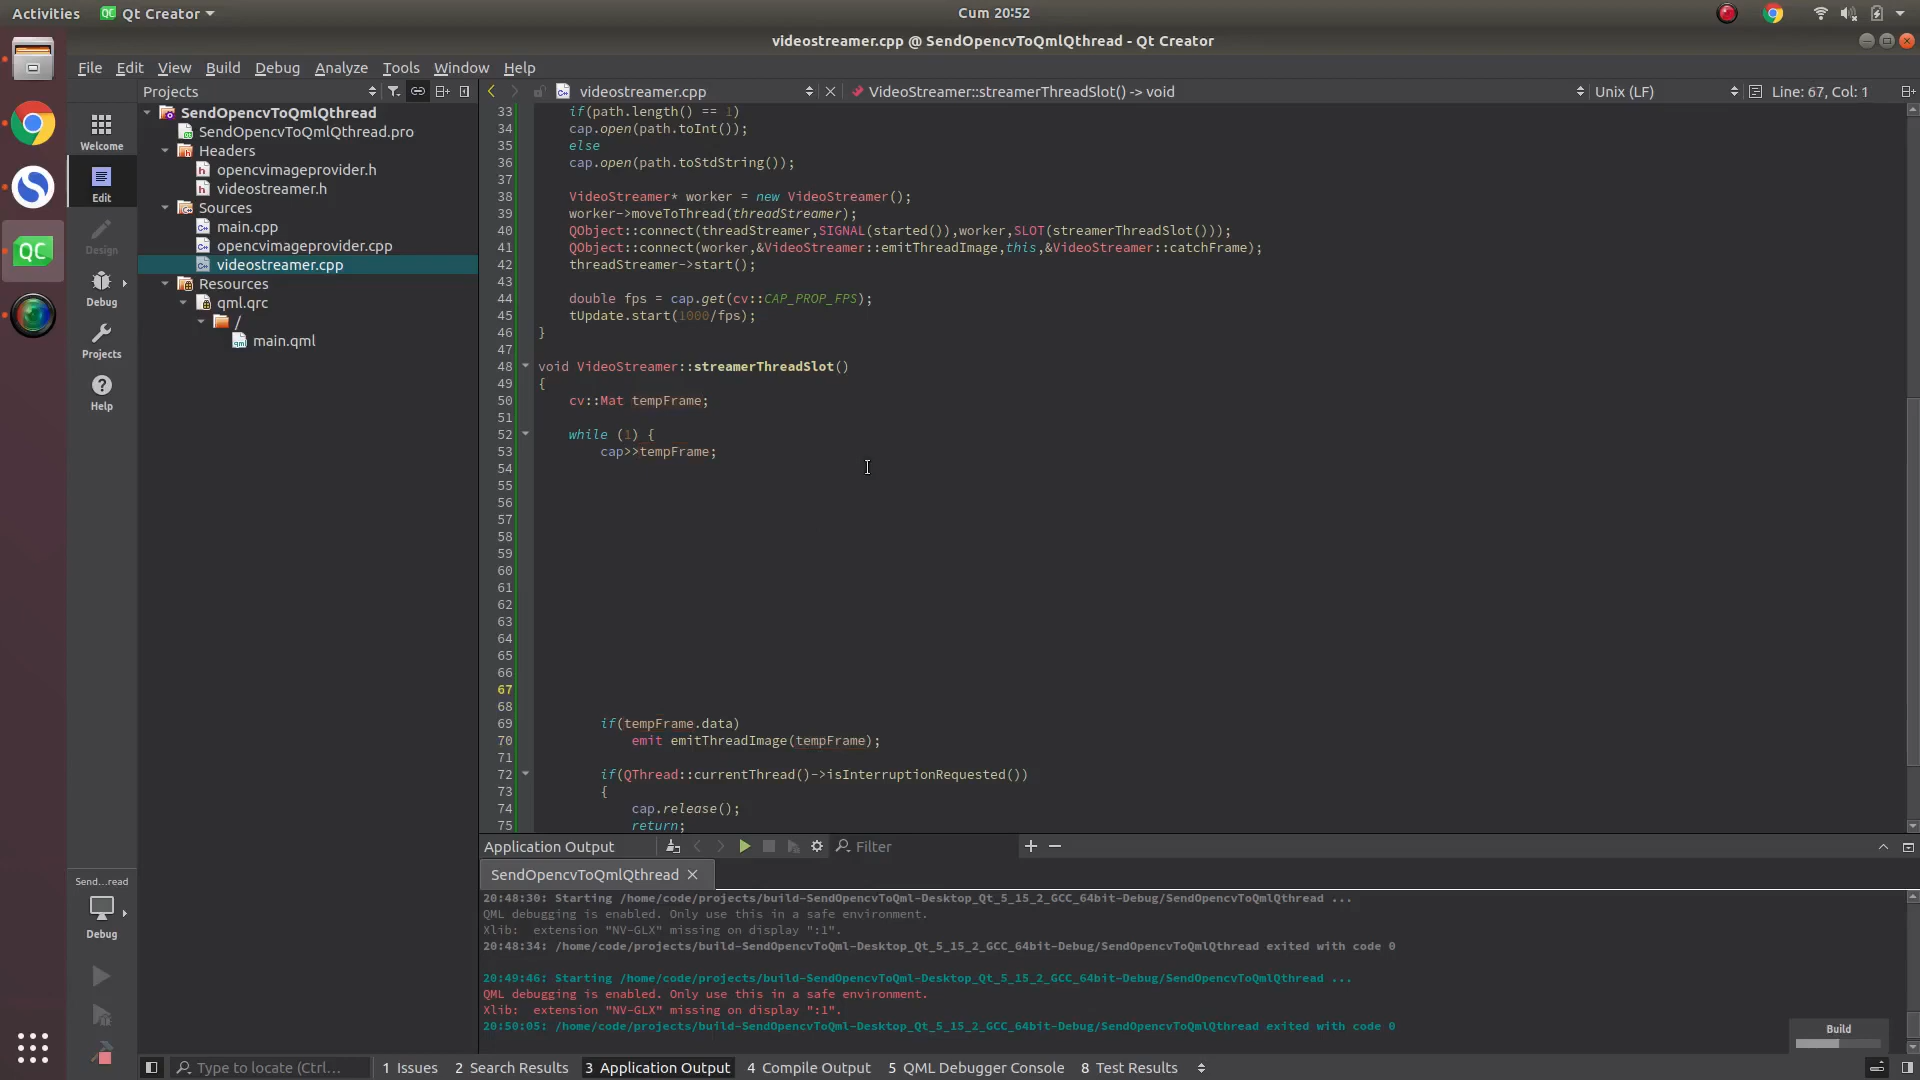 Activities
Qt Creator
Cum 20:52
videostreamer.cpp @ SendOpencvToQmlQthread - Qt Creator
File Edit View Build Debug Analyze Tools Window Help
Projects
videostreamer.cpp
VideoStreamer::streamerThreadSlot() -> void
Unix (LF)
Line: 67, Col: 1
Welcome
Edit
Design
Debug
Projects
Help
Send...read
Debug
SendOpencvToQmlQthread
SendOpencvToQmlQthread.pro
Headers
opencvimageprovider.h
videostreamer.h
Sources
main.cpp
opencvimageprovider.cpp
videostreamer.cpp
Resources
qml.qrc
/
main.qml
33 if(path.length() == 1)
34 cap.open(path.toInt());
35 else
36 cap.open(path.toStdString());
37
38 VideoStreamer* worker = new VideoStreamer();
39 worker->moveToThread(threadStreamer);
40 QObject::connect(threadStreamer,SIGNAL(started()),worker,SLOT(streamerThreadSlot()));
41 QObject::connect(worker,&VideoStreamer::emitThreadImage,this,&VideoStreamer::catchFrame);
42 threadStreamer->start();
43
44 double fps = cap.get(cv::CAP_PROP_FPS);
45 tUpdate.start(1000/fps);
46 }
47
48 void VideoStreamer::streamerThreadSlot()
49 {
50 cv::Mat tempFrame;
51
52 while (1) {
53 cap>>tempFrame;
54
55
56
57
58
59
60
61
62
63
64
65
66
67
68
69 if(tempFrame.data)
70 emit emitThreadImage(tempFrame);
71
72 if(QThread::currentThread()->isInterruptionRequested())
73 {
74 cap.release();
75 return;
Application Output
Filter
SendOpencvToQmlQthread
20:48:30: Starting /home/code/projects/build-SendOpencvToQml-Desktop_Qt_5_15_2_GCC_64bit-Debug/SendOpencvToQmlQthread ...
QML debugging is enabled. Only use this in a safe environment.
Xlib:  extension "NV-GLX" missing on display ":1".
20:48:34: /home/code/projects/build-SendOpencvToQml-Desktop_Qt_5_15_2_GCC_64bit-Debug/SendOpencvToQmlQthread exited with code 0
20:49:46: Starting /home/code/projects/build-SendOpencvToQml-Desktop_Qt_5_15_2_GCC_64bit-Debug/SendOpencvToQmlQthread ...
QML debugging is enabled. Only use this in a safe environment.
Xlib:  extension "NV-GLX" missing on display ":1".
20:50:05: /home/code/projects/build-SendOpencvToQml-Desktop_Qt_5_15_2_GCC_64bit-Debug/SendOpencvToQmlQthread exited with code 0
Build
Type to locate (Ctrl...
1 Issues 2 Search Results 3 Application Output 4 Compile Output 5 QML Debugger Console 8 Test Results